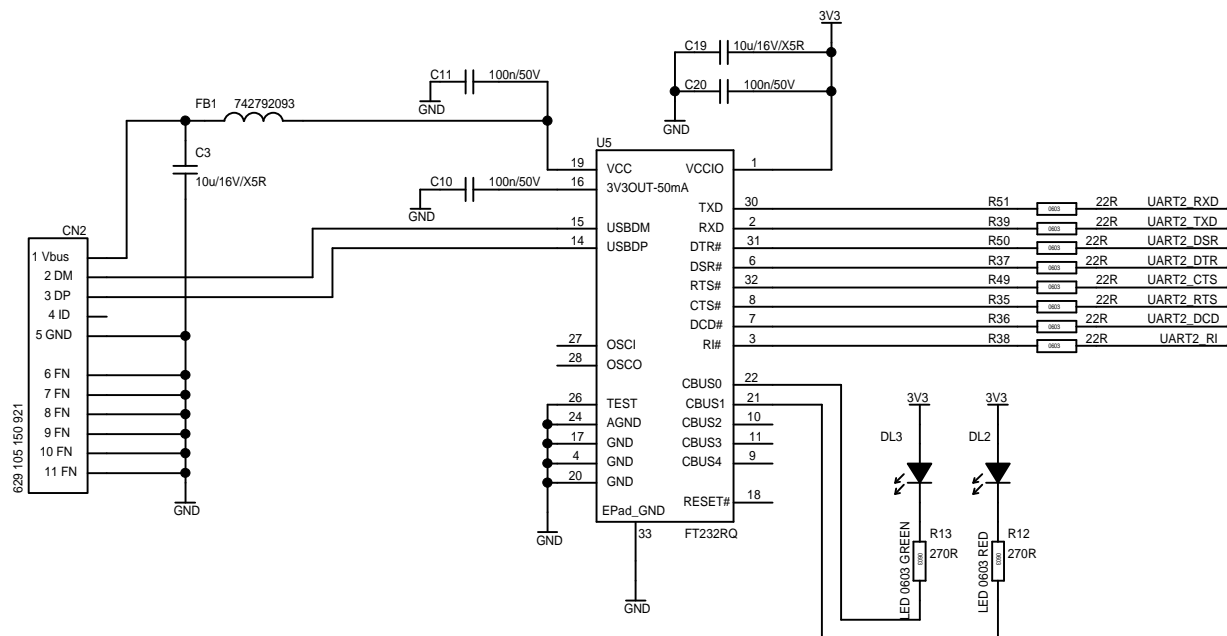 3V3
C19 10u/16V/X5R
C11 100n/50V
C20 100n/50V
GND
GND
FB1 742792093
U5
C3
10u/16V/X5R
19 VCC VCCIO 1
C10 100n/50V 16 3V3OUT-50mA
GND
TXD 30 R51 0603 22R UART2_RXD
15 USBDM RXD 2 R39 0603 22R UART2_TXD
14 USBDP DTR# 31 R50 0603 22R UART2_DSR
DSR# 6 R37 0603 22R UART2_DTR
RTS# 32 R49 0603 22R UART2_CTS
CTS# 8 R35 0603 22R UART2_RTS
DCD# 7 R36 0603 22R UART2_DCD
27 OSCI RI# 3 R38 0603 22R UART2_RI
28 OSCO
CN2
1 Vbus
2 DM
3 DP
4 ID
5 GND
6 FN
7 FN
8 FN
9 FN
10 FN
11 FN
629 105 150 921
GND
CBUS0 22
26 TEST CBUS1 21
24 AGND CBUS2 10
17 GND CBUS3 11
4 GND CBUS4 9
20 GND
RESET# 18
EPad_GND
33 FT232RQ
GND
GND
3V3 3V3
DL3 DL2
R13 R12
270R 270R
0603 0603
LED 0603 GREEN
LED 0603 RED